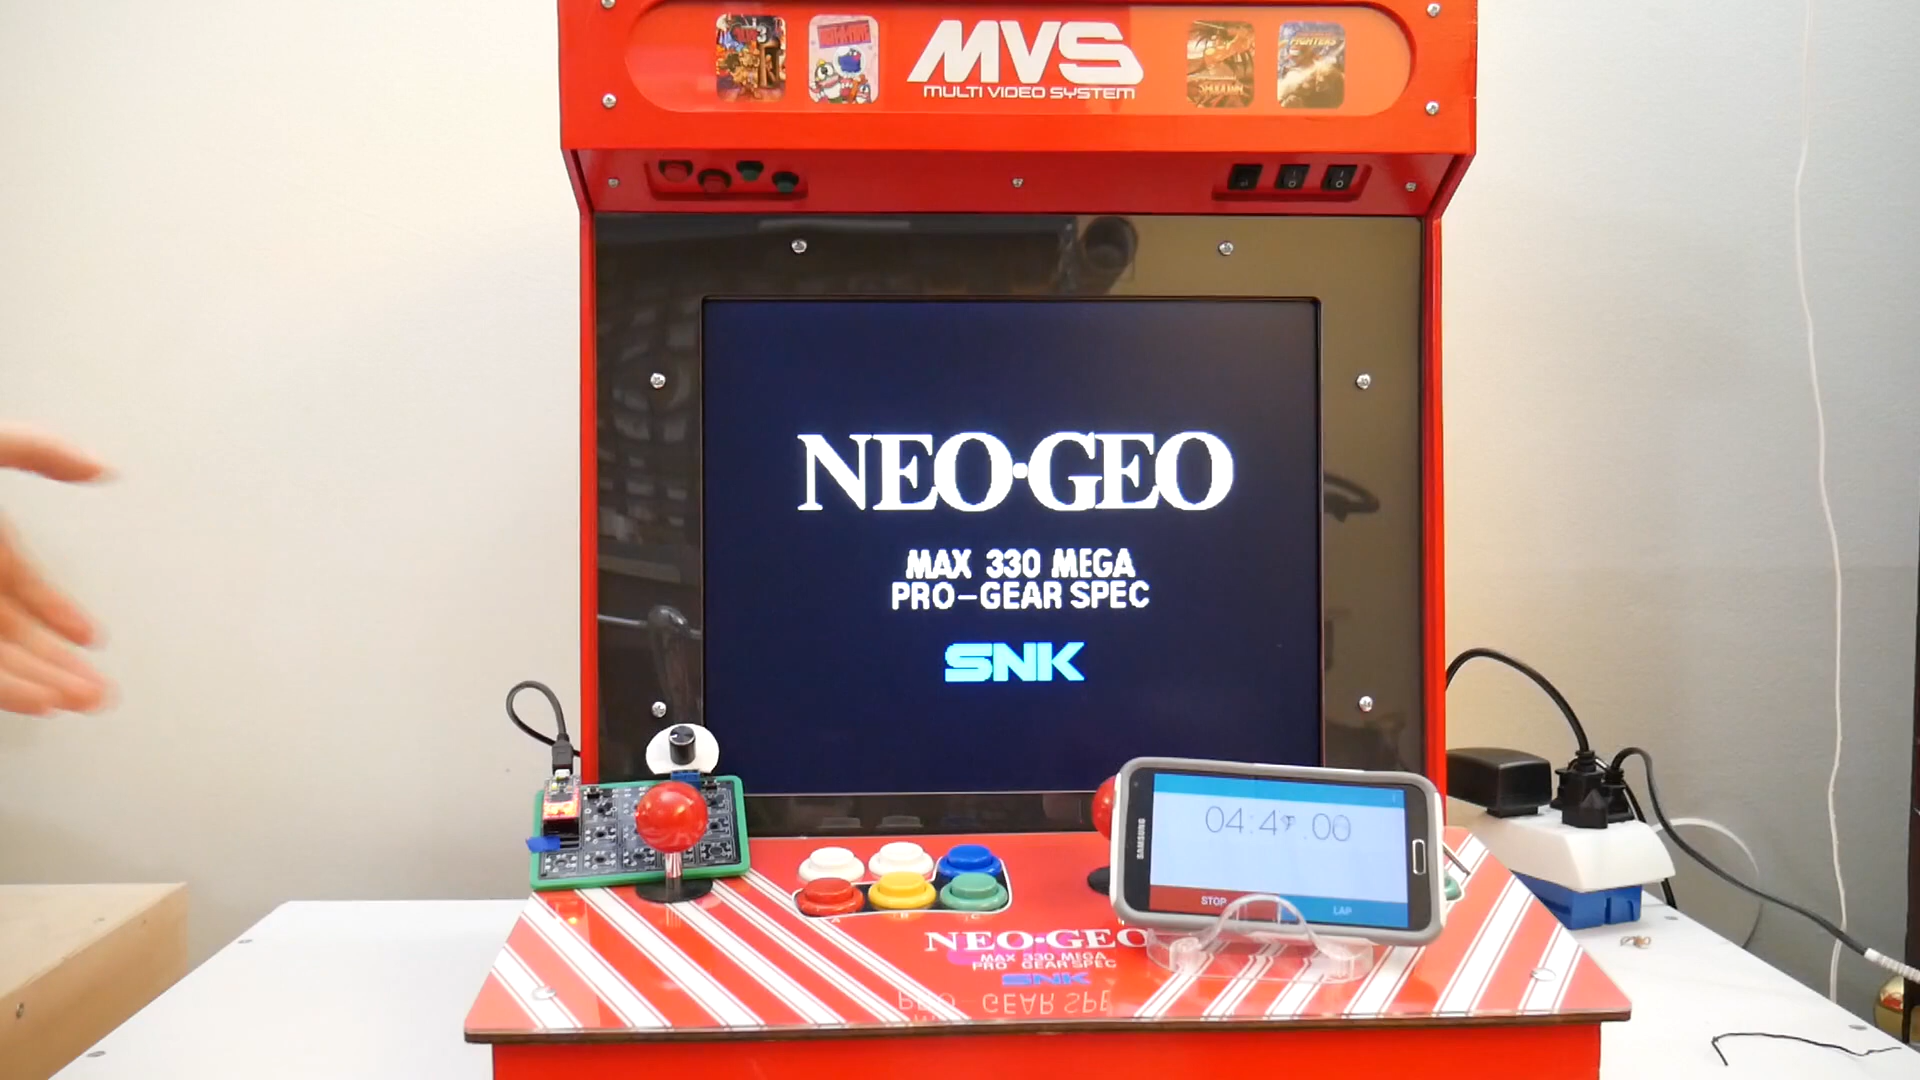 MVS
MULTI VIDEO SYSTEM
NEO·GEO
MAX 330 MEGA
PRO-GEAR SPEC
SNK
SAMSUNG
STOP
LAP
A
B
C
NEO·GEO
MAX 330 MEGA
PRO-GEAR SPEC
SNK